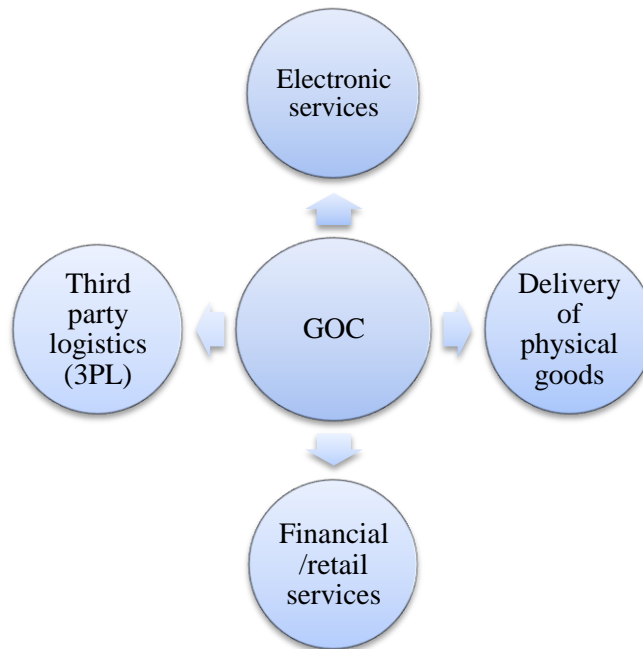 Electronic
services
Third
party
logistics
(3PL)
GOC
Delivery
of
physical
goods
Financial
/retail
services